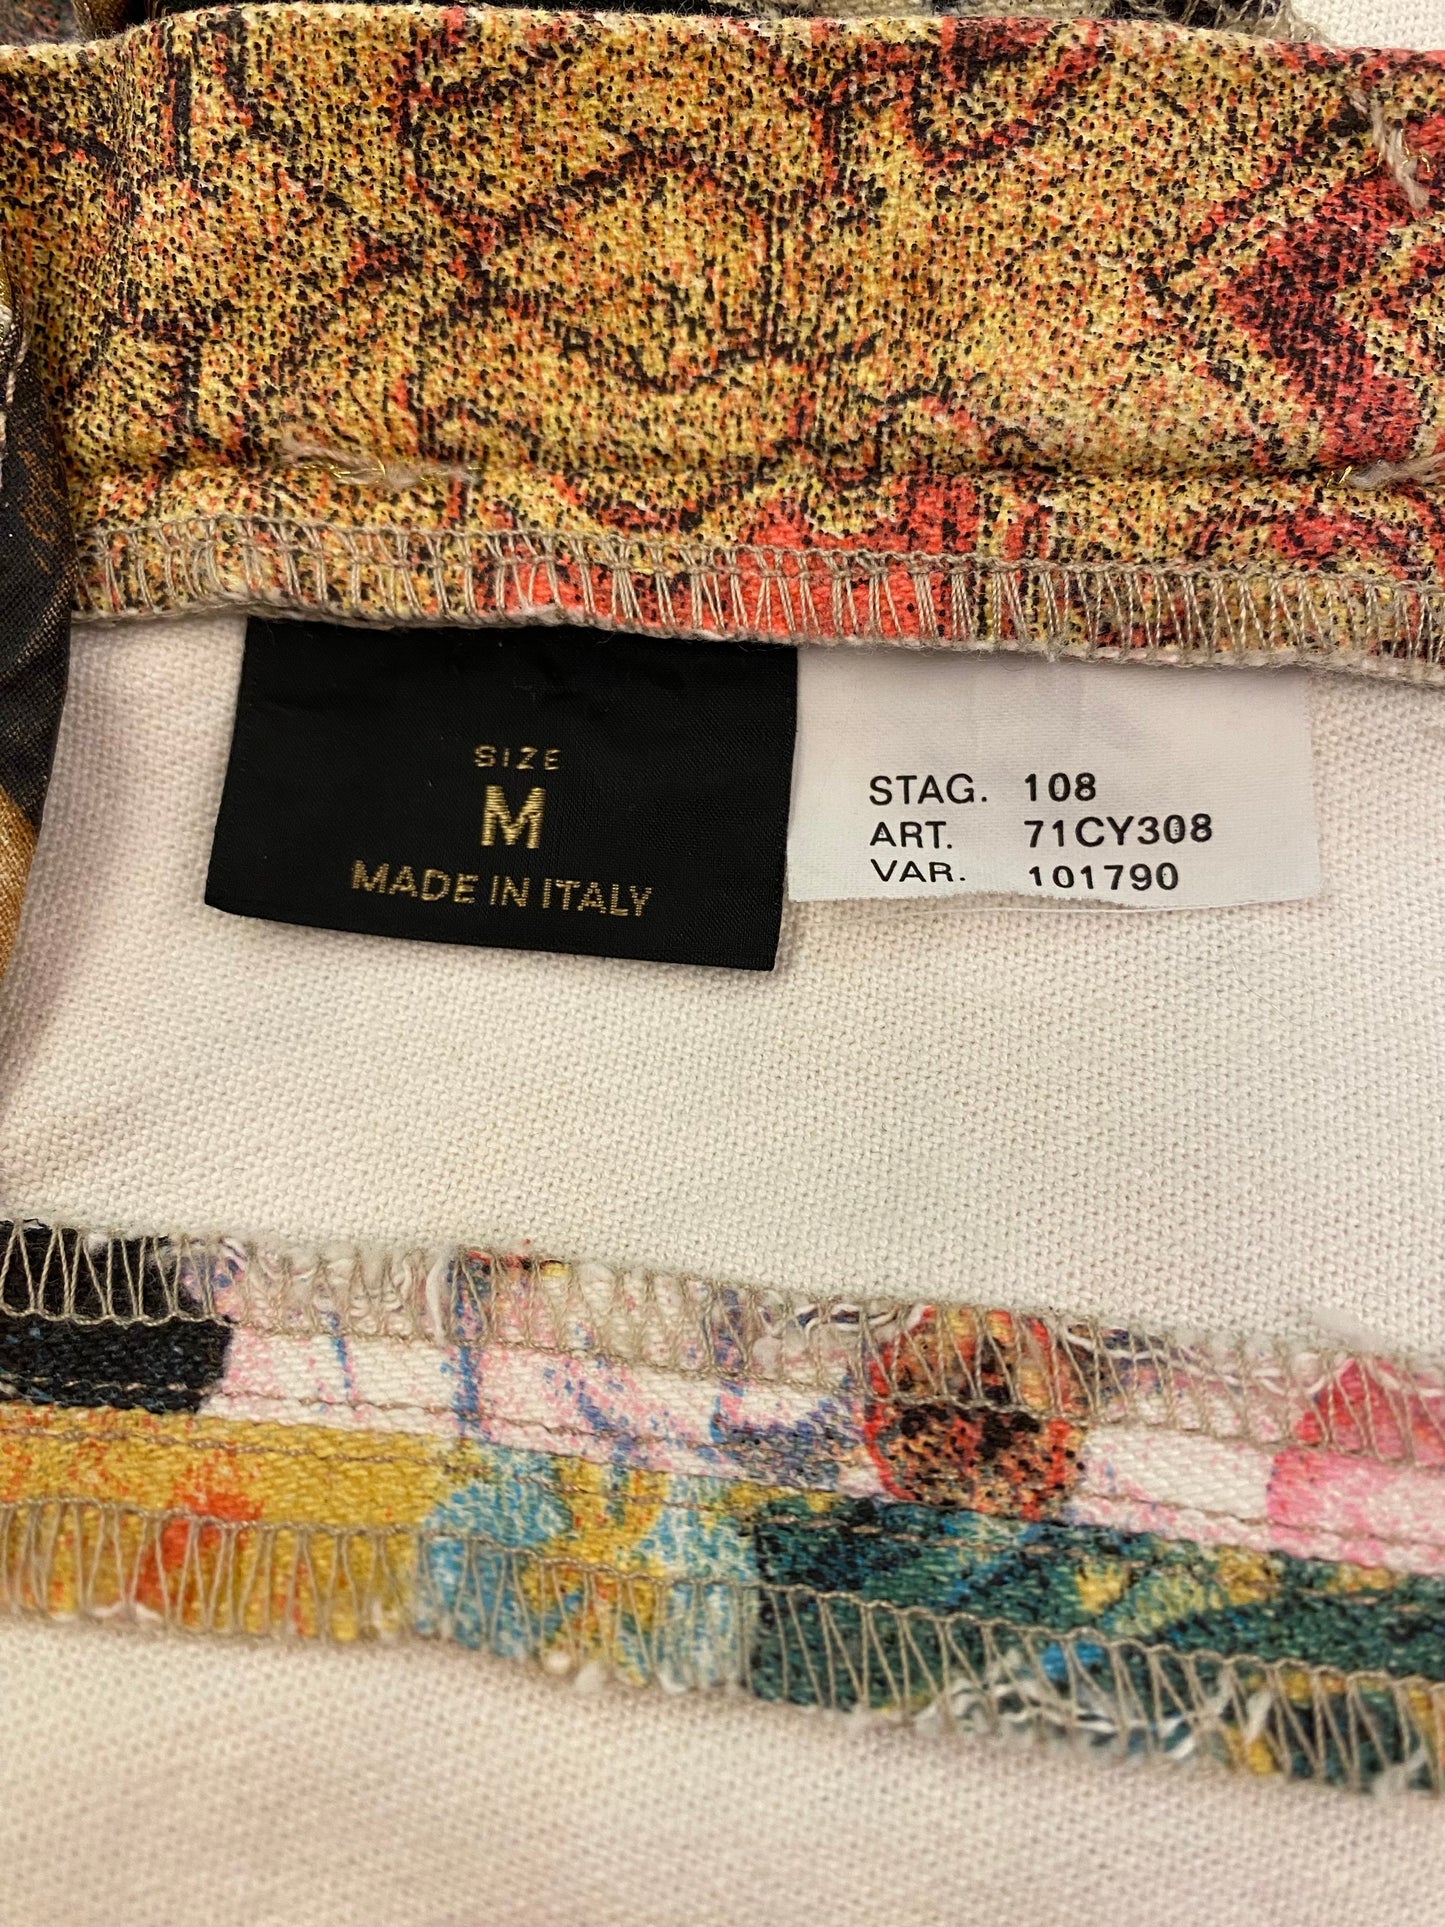 SIZE
M
MADE IN ITALY
STAG. 108
ART. 71CY308
VAR. 101790